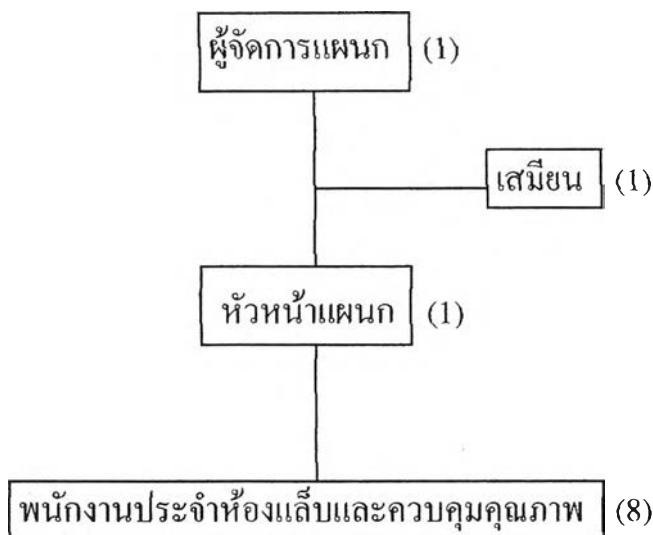 ผู้จัดการแผนก (1)
เสมียน (1)
หัวหน้าแผนก (1)
พนักงานประจำห้องแล็บและควบคุมคุณภาพ (8)